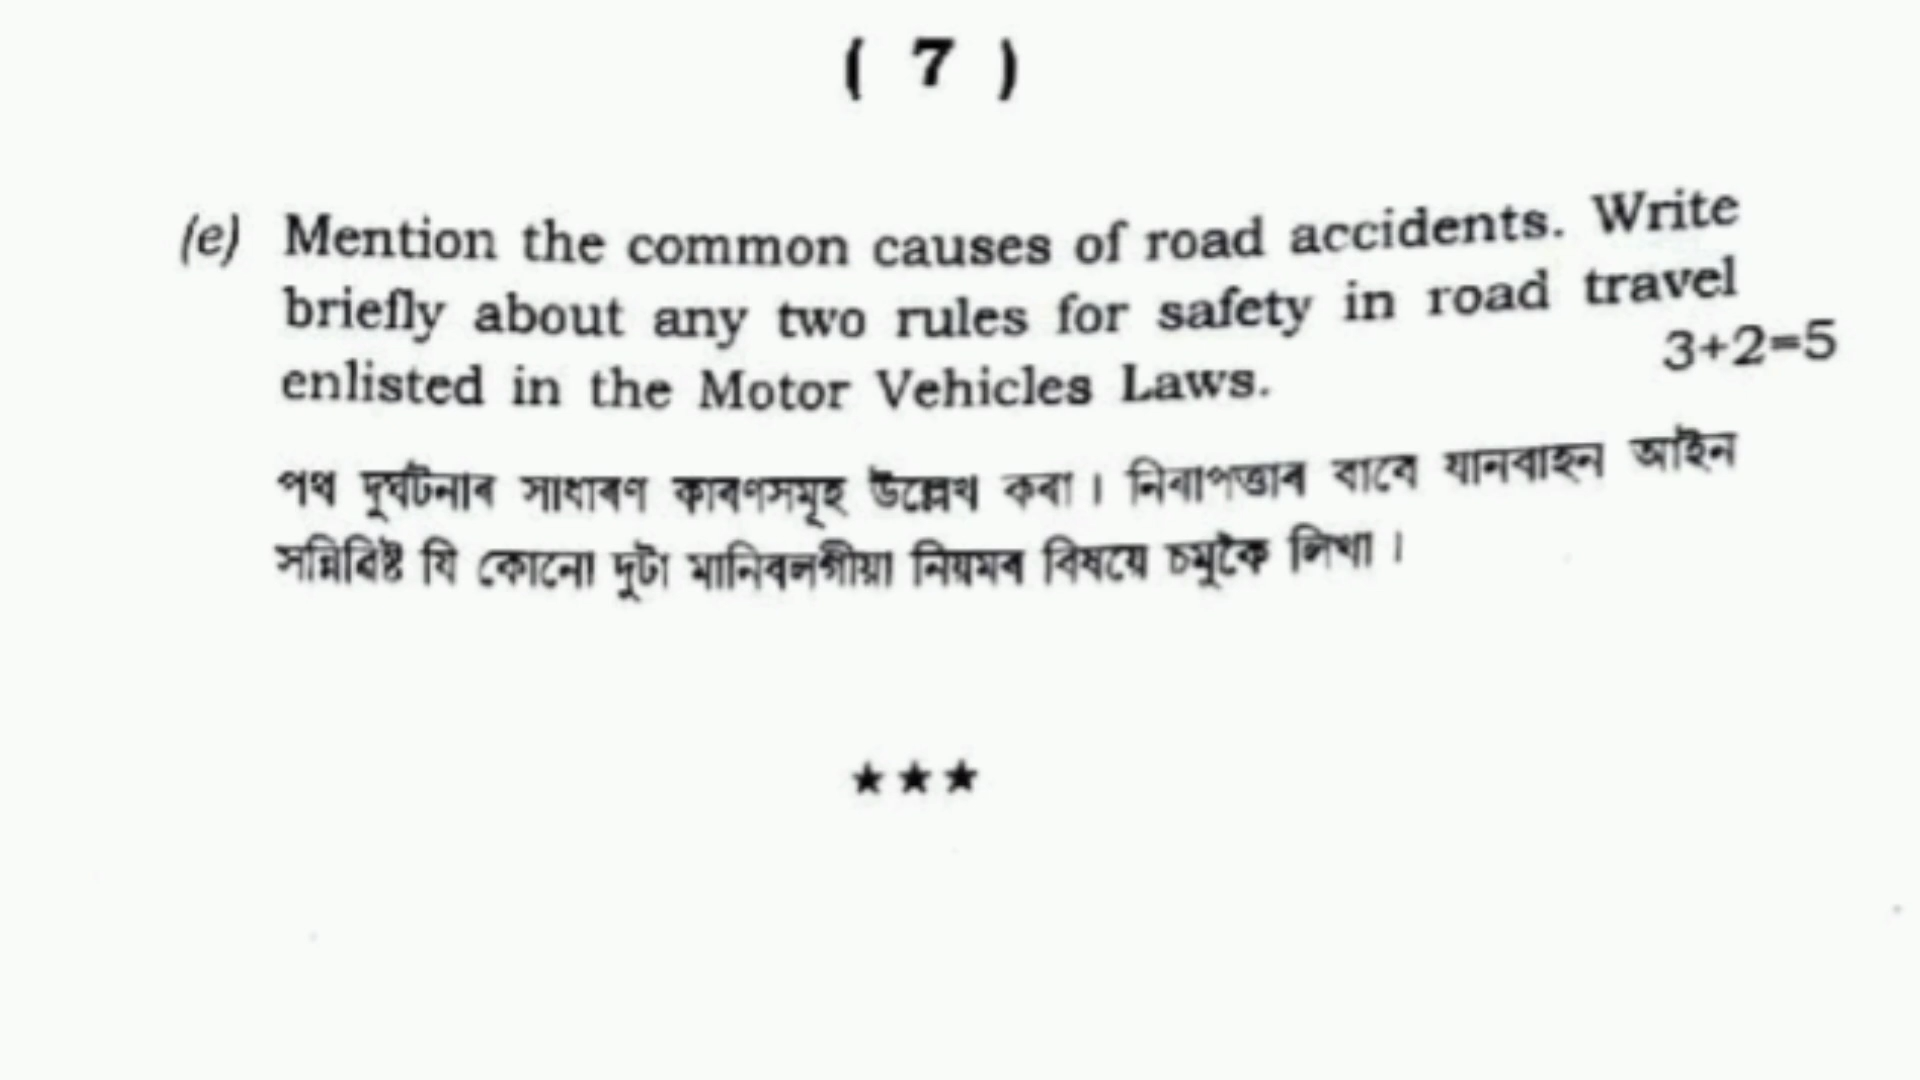 ( 7 )
(e) Mention the common causes of road accidents. Write
briefly about any two rules for safety in road travel
enlisted in the Motor Vehicles Laws. 3+2=5
পথ দুৰ্ঘটনাৰ সাধাৰণ কাৰণসমূহ উল্লেখ কৰা। নিৰাপত্তাৰ বাবে যানবাহন আইন
সন্নিবিষ্ট যি কোনো দুটা মানিবলগীয়া নিয়মৰ বিষয়ে চমুকৈ লিখা।
★★★